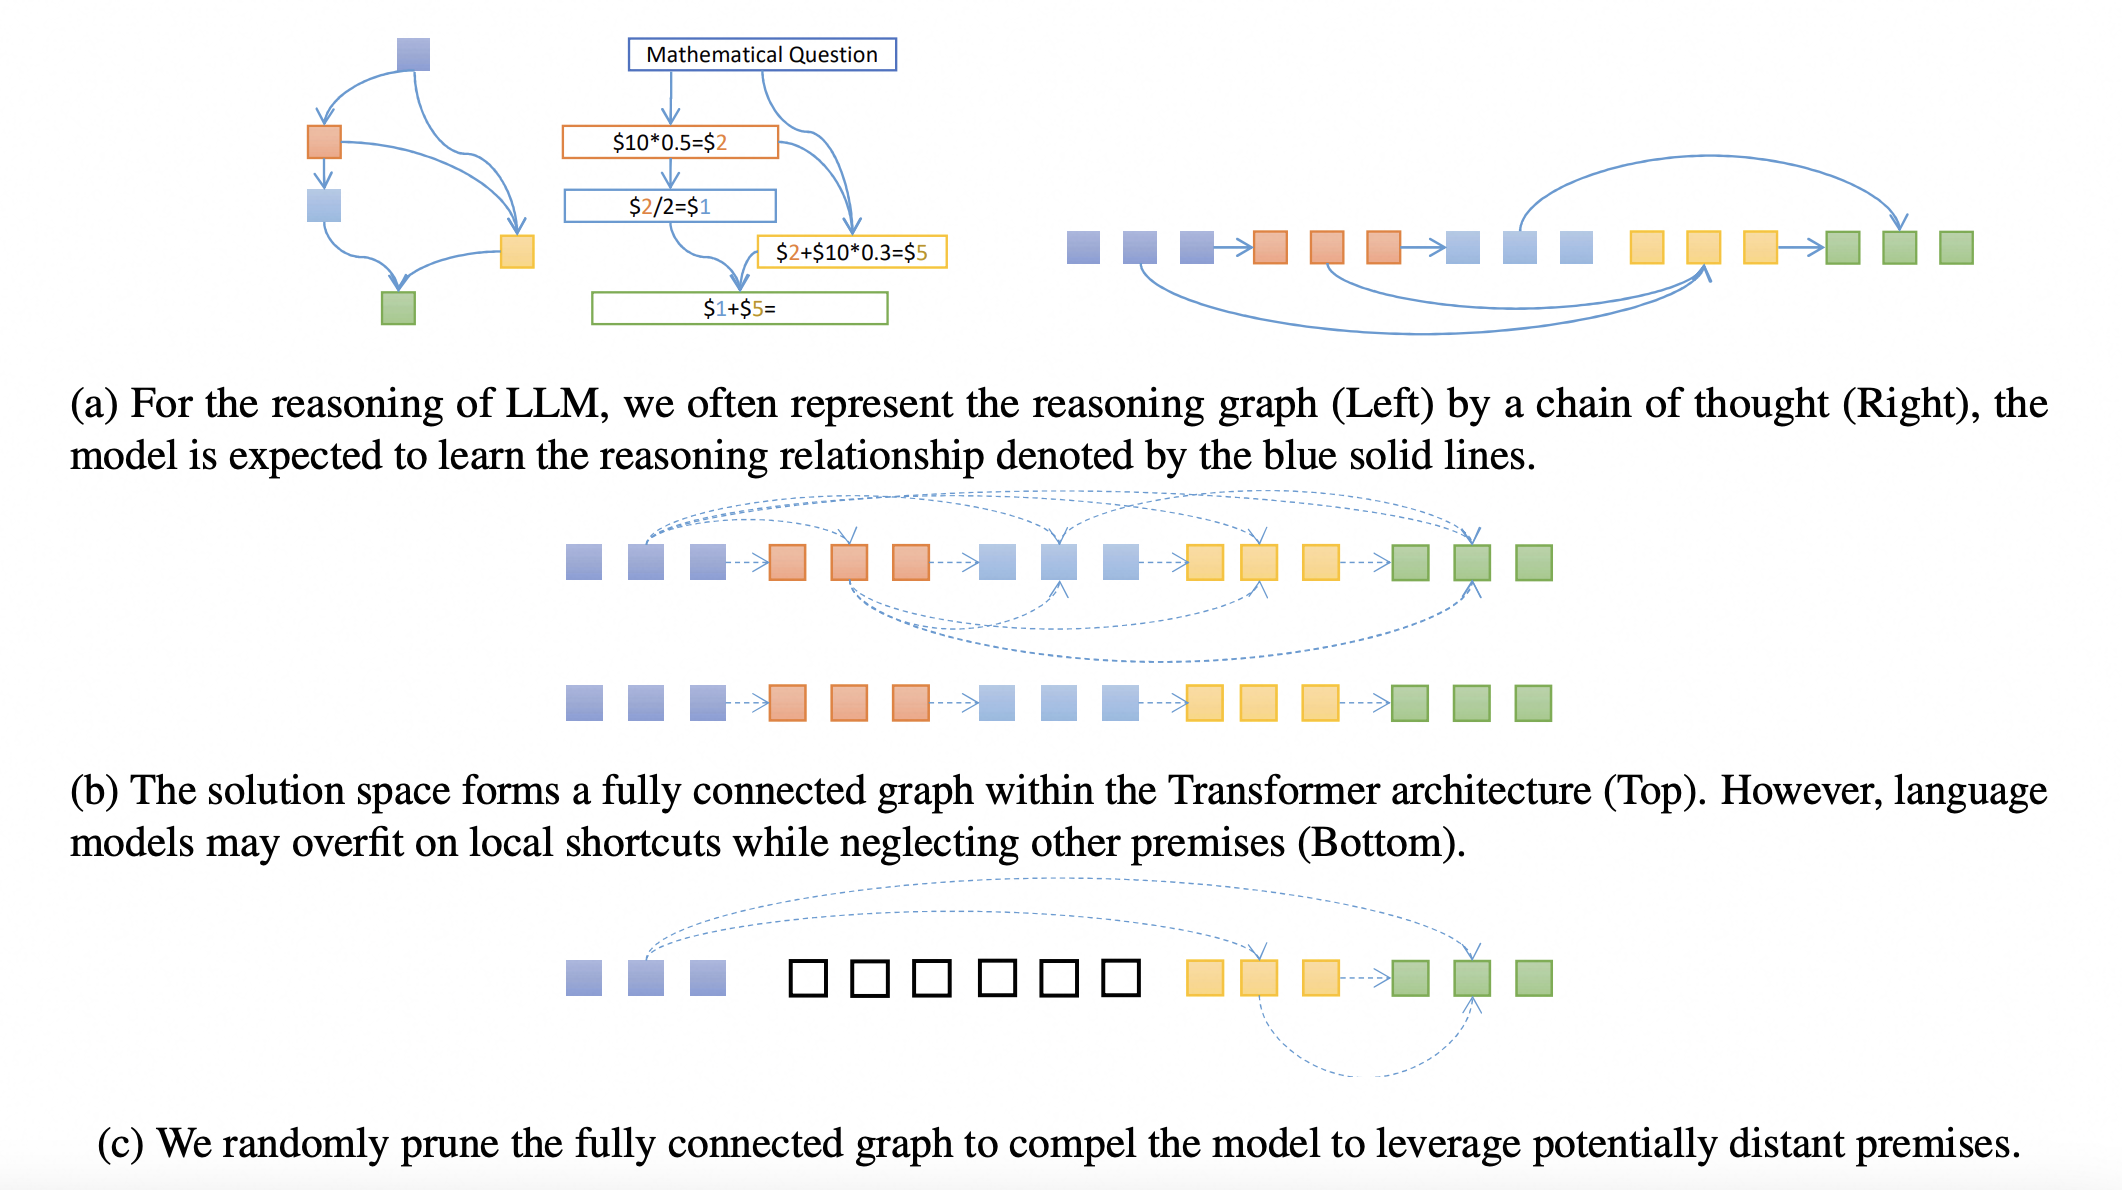 Mathematical Question
$10*0.5=$2
$2/2=$1
$2+$10*0.3=$5
$1+$5=
(a) For the reasoning of LLM, we often represent the reasoning graph (Left) by a chain of thought (Right), the
model is expected to learn the reasoning relationship denoted by the blue solid lines.
(b) The solution space forms a fully connected graph within the Transformer architecture (Top). However, language
models may overfit on local shortcuts while neglecting other premises (Bottom).
(c) We randomly prune the fully connected graph to compel the model to leverage potentially distant premises.